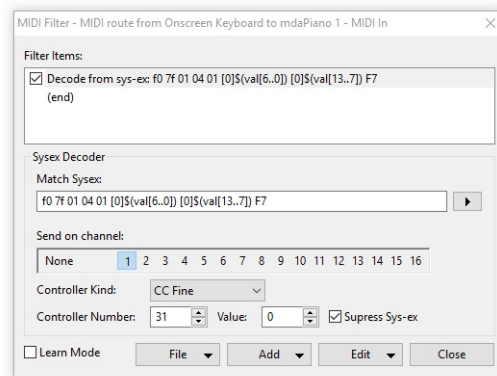 MIDI Filter - MIDI route from Onscreen Keyboard to mdaPiano 1 - MIDI In
Filter Items:
Decode from sys-ex: f0 7f 01 04 01 [0]$(val[6..0]) [0]$(val[13..7]) F7
(end)
Sysex Decoder
Match Sysex:
f0 7f 01 04 01 [0]$(val[6..0]) [0]$(val[13..7]) F7
Send on channel:
None 1 2 3 4 5 6 7 8 9 10 11 12 13 14 15 16
Controller Kind: CC Fine
Controller Number: 31 Value: 0 Supress Sys-ex
Learn Mode File Add Edit Close